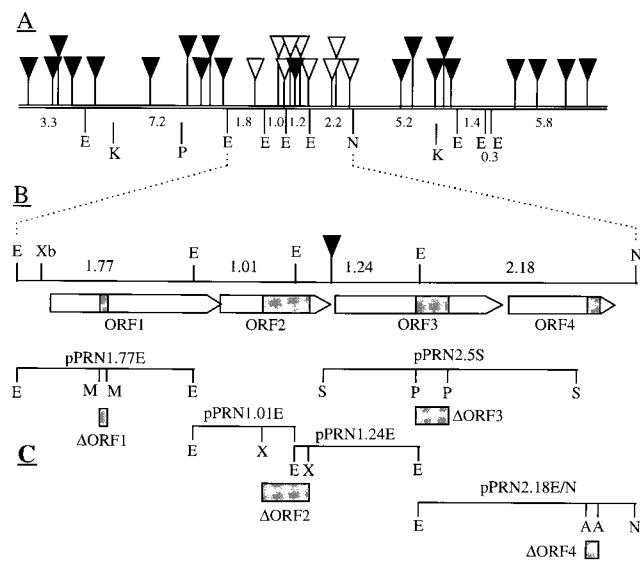 A
3.3 7.2 1.8 1.0 1.2 2.2 5.2 1.4 5.8
E K P E E E E N K E E E
0.3
B
E Xb 1.77 E 1.01 E 1.24 E 2.18 N
ORF1 ORF2 ORF3 ORF4
pPRN1.77E pPRN2.5S
E M M E S P P S
ΔORF1 pPRN1.01E ΔORF3
C
E X pPRN1.24E
E X E
ΔORF2 pPRN2.18E/N
E A A N
ΔORF4